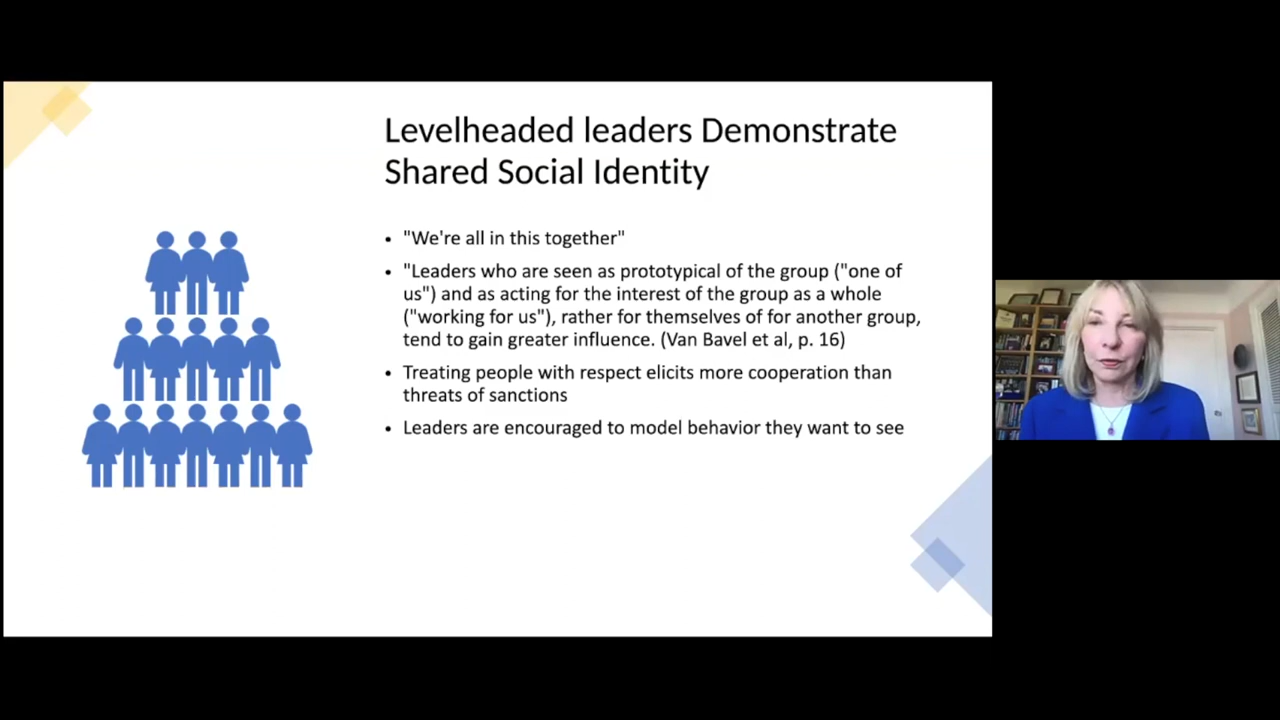 Levelheaded leaders Demonstrate
Shared Social Identity
• "We're all in this together"
• "Leaders who are seen as prototypical of the group ("one of
us") and as acting for the interest of the group as a whole
("working for us"), rather for themselves of for another group,
tend to gain greater influence. (Van Bavel et al, p. 16)
• Treating people with respect elicits more cooperation than
threats of sanctions
• Leaders are encouraged to model behavior they want to see